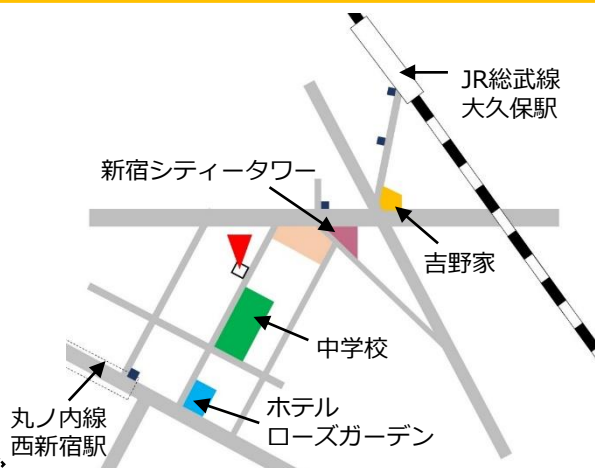 JR総武線
大久保駅
新宿シティータワー
吉野家
中学校
ホテル
ローズガーデン
丸ノ内線
西新宿駅